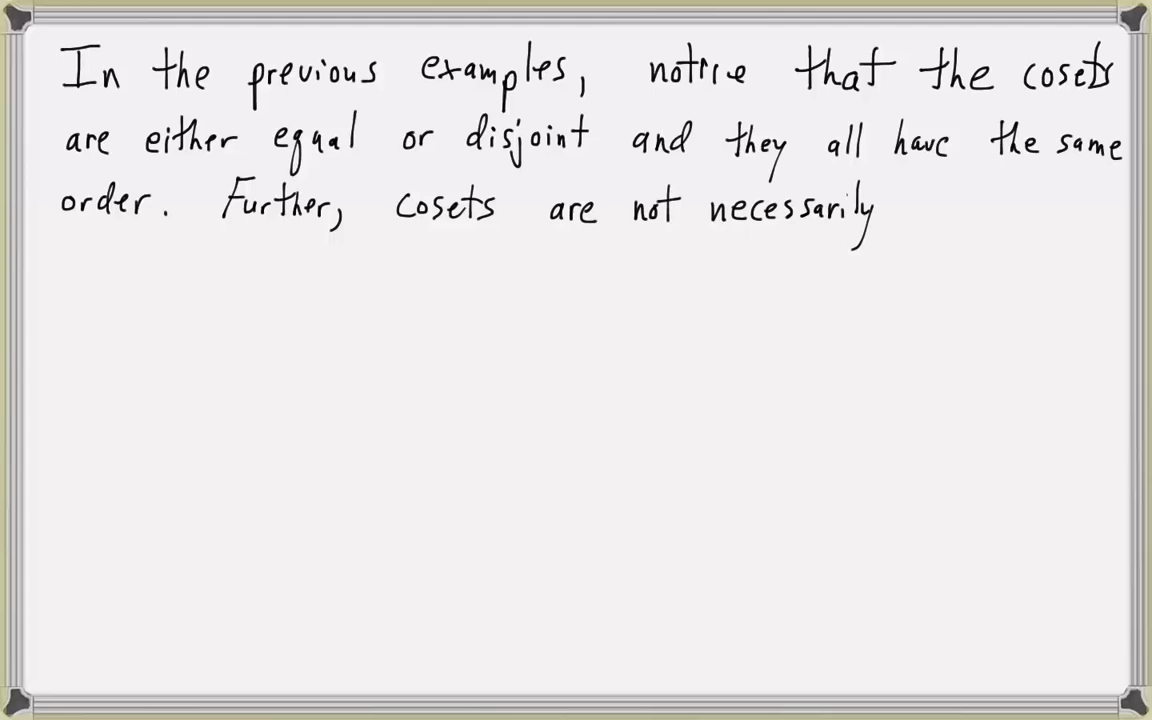 In the previous examples, notice that the cosets
are either equal or disjoint and they all have the same
order. Further, cosets are not necessarily